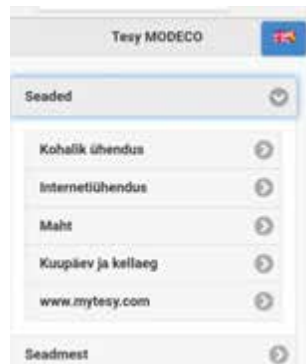 Tesy MODECO
Seaded
Kohalik ühendus
Internetiühendus
Maht
Kuupäev ja kellaeg
www.mytesy.com
Seadmest